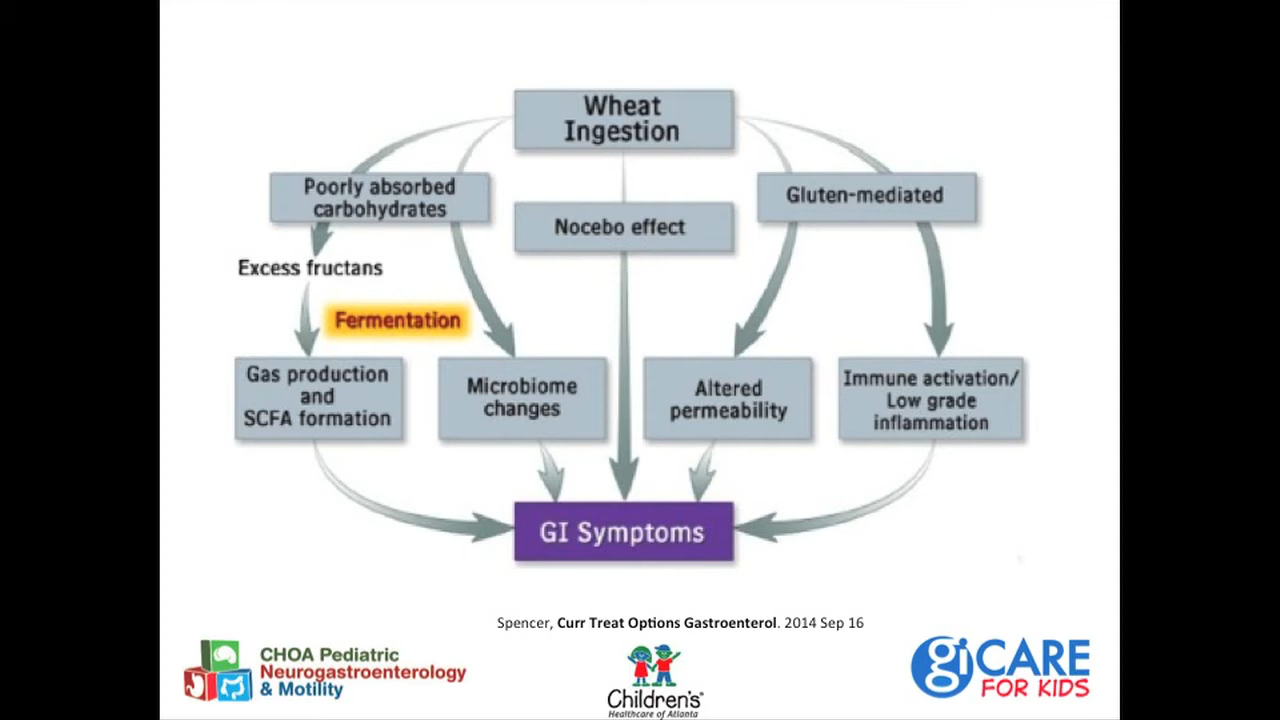 Wheat
Ingestion
Poorly absorbed
carbohydrates
Nocebo effect
Gluten-mediated
Excess fructans
Fermentation
Gas production
and
SCFA formation
Microbiome
changes
Altered
permeability
Immune activation/
Low grade
inflammation
GI Symptoms
Spencer, Curr Treat Options Gastroenterol. 2014 Sep 16
CHOA Pediatric
Neurogastroenterology
& Motility
Children's
Healthcare of Atlanta
gi CARE
FOR KIDS